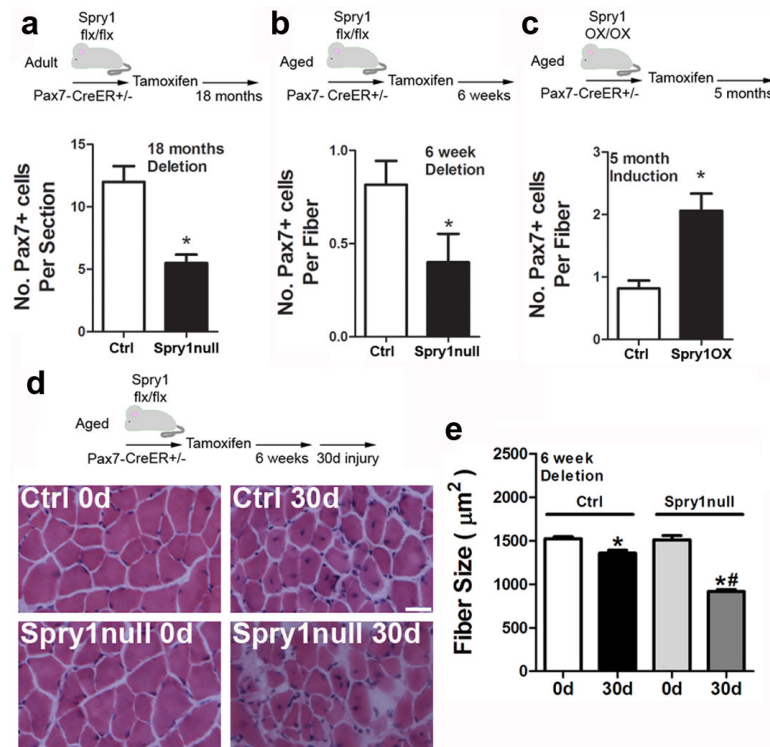 a
Spry1
flx/flx
Adult
Tamoxifen
Pax7-CreER+/-
18 months
No. Pax7+ cells
Per Section
15
10
5
0
18 months
Deletion
*
Ctrl
Spry1null
b
Spry1
flx/flx
Aged
Tamoxifen
Pax7- CreER+/-
6 weeks
No. Pax7+ cells
Per Fiber
1.0
0.5
0.0
6 week
Deletion
*
Ctrl
Spry1null
c
Spry1
OX/OX
Aged
Tamoxifen
Pax7-CreER+/-
5 months
No. Pax7+ cells
Per Fiber
3
2
1
0
5 month
Induction
*
Ctrl
Spry1OX
d
Spry1
flx/flx
Aged
Tamoxifen
Pax7-CreER+/-
6 weeks
30d injury
Ctrl 0d
Ctrl 30d
Spry1null 0d
Spry1null 30d
e
Fiber Size ( μm²)
2500
2000
1500
1000
500
0
6 week
Deletion
Ctrl
Spry1null
*
*#
0d
30d
0d
30d